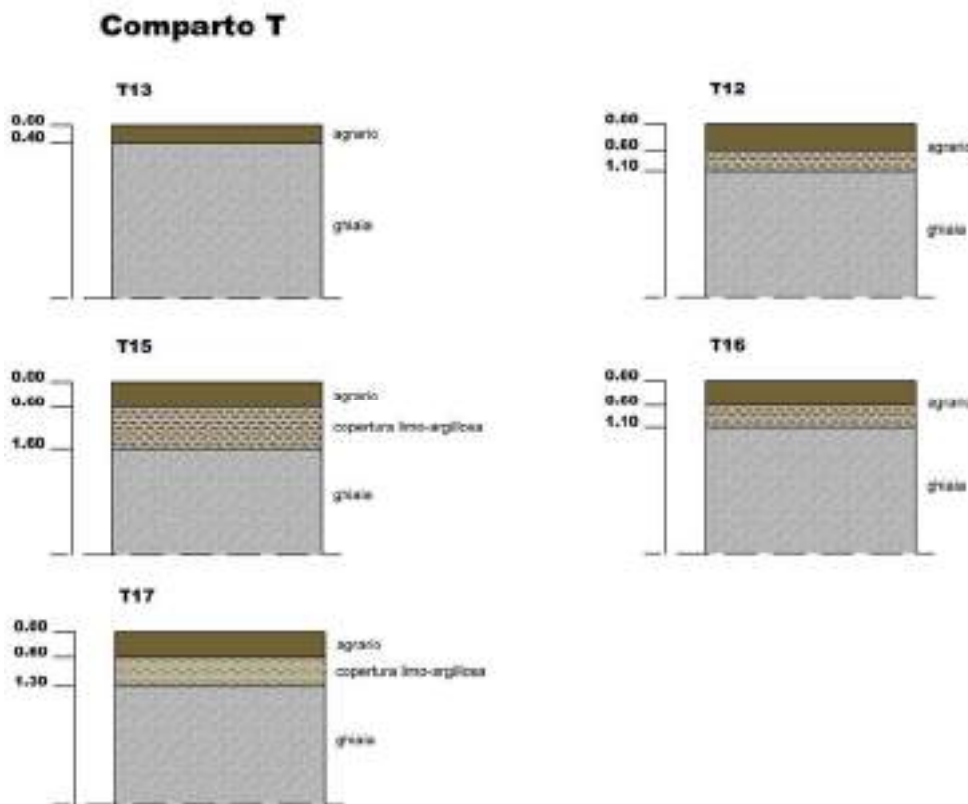 Comparto T
T13
0.00
0.40
agrario
ghiaia
T12
0.00
0.60
1.10
agrario
ghiaia
T15
0.00
0.60
1.60
agrario
copertura limo-argillosa
ghiaia
T16
0.00
0.60
1.10
agrario
ghiaia
T17
0.00
0.60
1.30
agrario
copertura limo-argillosa
ghiaia